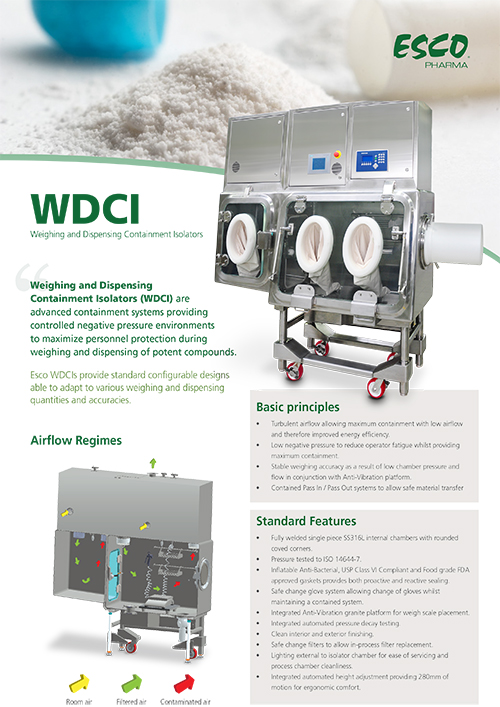 ESCO
PHARMA
WDCI
Weighing and Dispensing Containment Isolators
Weighing and Dispensing
Containment Isolators (WDCI) are
advanced containment systems providing
controlled negative pressure environments
to maximize personnel protection during
weighing and dispensing of potent compounds.
Esco WDCIs provide standard configurable designs
able to adapt to various weighing and dispensing
quantities and accuracies.
Airflow Regimes
Room air
Filtered air
Contaminated air
Basic principles
• Turbulent airflow allowing maximum containment with low airflow
and therefore improved energy efficiency.
• Low negative pressure to reduce operator fatigue whilst providing
maximum containment.
• Stable weighing accuracy as a result of low chamber pressure and
flow in conjunction with Anti-Vibration platform.
• Contained Pass In / Pass Out systems to allow safe material transfer
Standard Features
• Fully welded single piece SS316L internal chambers with rounded
coved corners.
• Pressure tested to ISO 14644-7.
• Inflatable Anti-Bacterial, USP Class VI Compliant and Food grade FDA
approved gaskets provides both proactive and reactive sealing.
• Safe change glove system allowing change of gloves whilst
maintaining a contained system.
• Integrated Anti-Vibration granite platform for weigh scale placement.
• Integrated automated pressure decay testing
• Clean interior and exterior finishing.
• Safe change filters to allow in-process filter replacement.
• Lighting external to isolator chamber for ease of servicing and
process chamber cleanliness.
• Integrated automated height adjustment providing 280mm of
motion for ergonomic comfort.